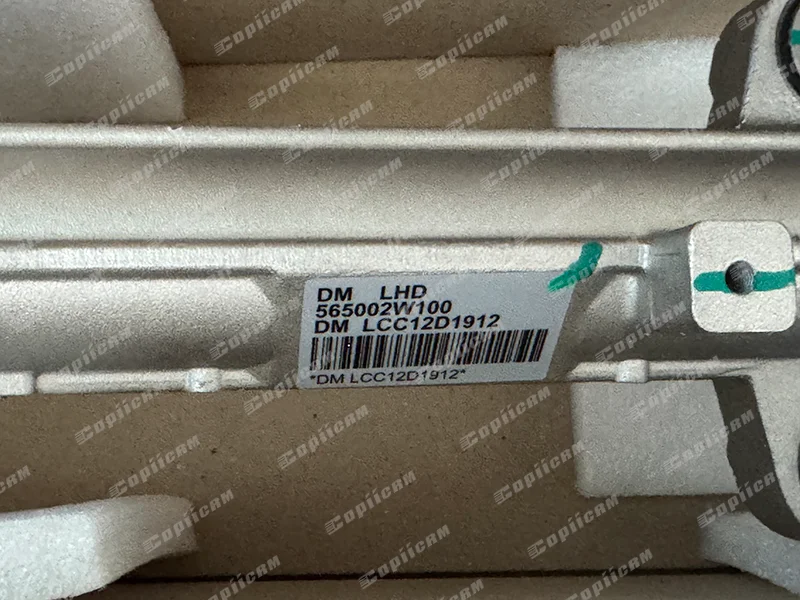 DM LHD
565002W100
DM LCC12D1912
*DM LCC12D1912*
Copiicam